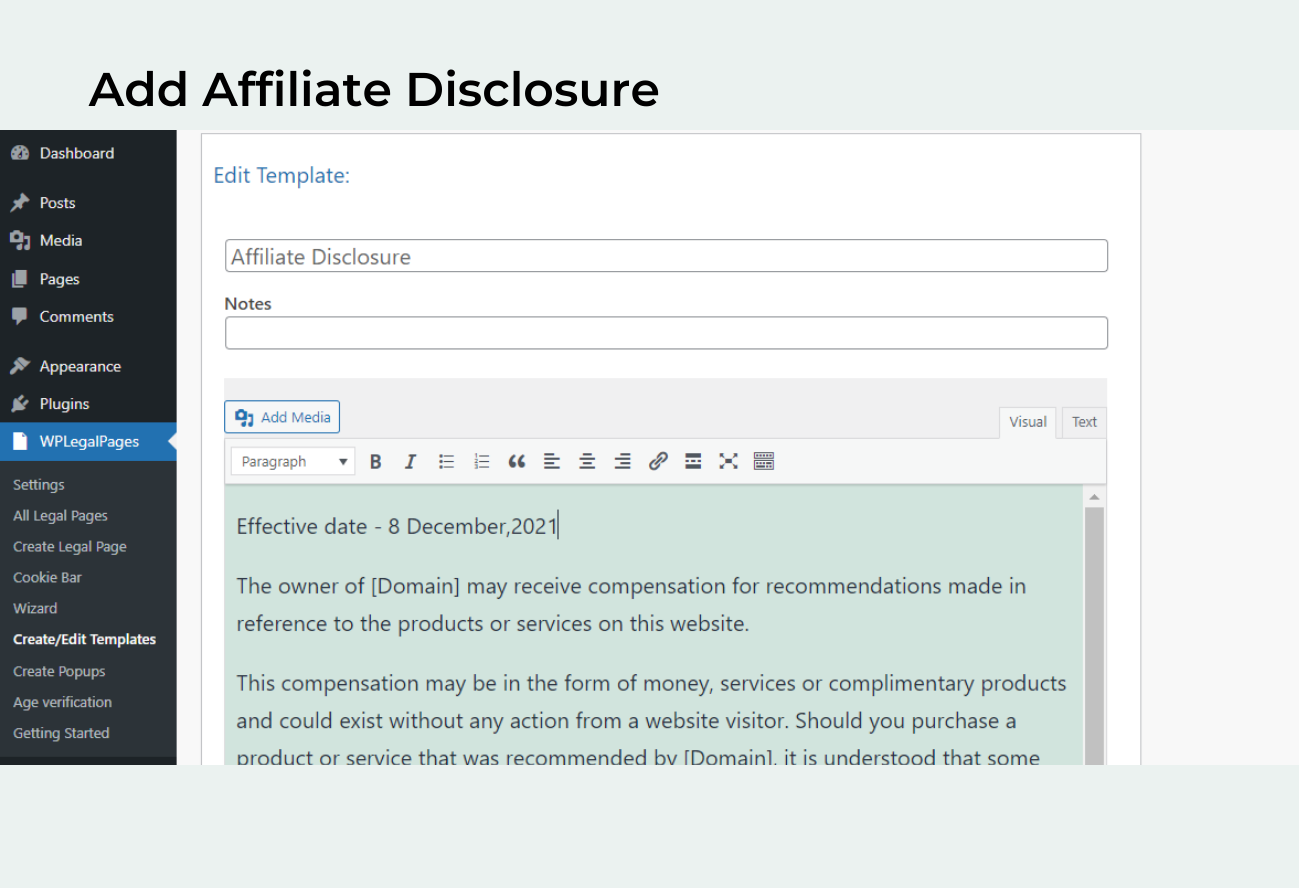 Add Affiliate Disclosure
Dashboard
Posts
Media
Pages
Comments
Appearance
Plugins
WPLegalPages
Settings
All Legal Pages
Create Legal Page
Cookie Bar
Wizard
Create/Edit Templates
Create Popups
Age verification
Getting Started
Edit Template:
Affiliate Disclosure
Notes
Add Media
Visual
Text
Paragraph
Effective date - 8 December,2021
The owner of [Domain] may receive compensation for recommendations made in
reference to the products or services on this website.
This compensation may be in the form of money, services or complimentary products
and could exist without any action from a website visitor. Should you purchase a
product or service that was recommended by [Domain], it is understood that some